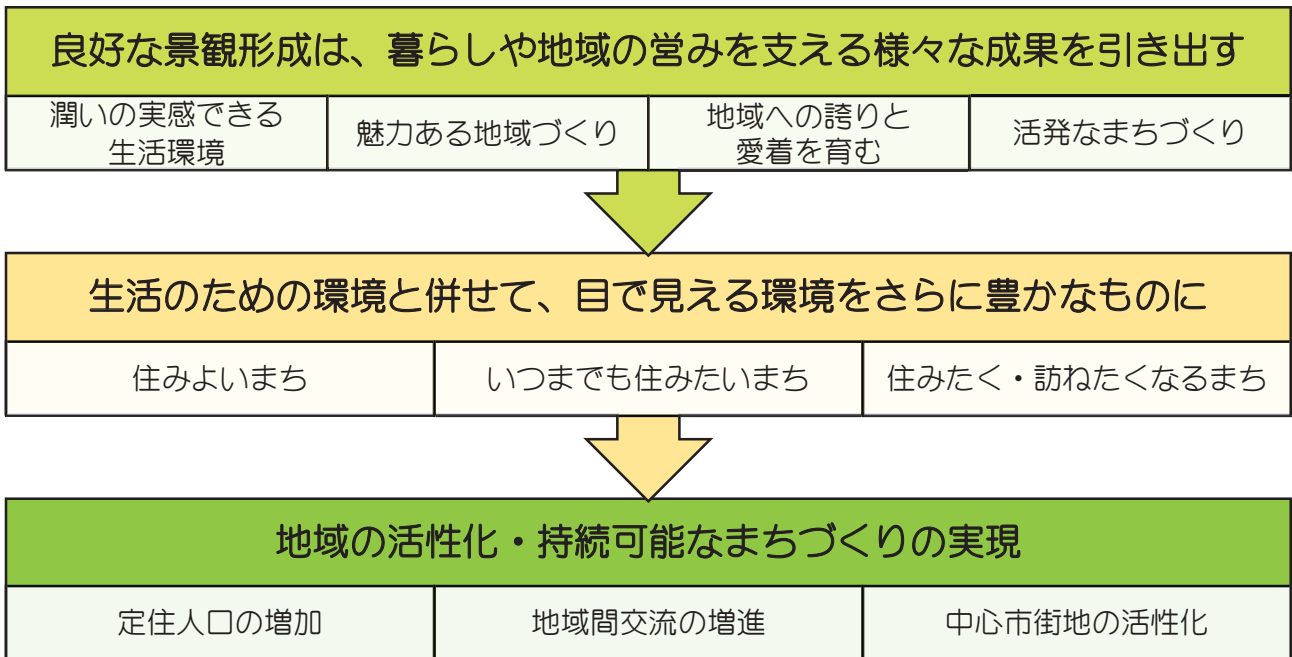 良好な景観形成は、暮らしや地域の営みを支える様々な成果を引き出す
潤いの実感できる
生活環境
魅力ある地域づくり
地域への誇りと
愛着を育む
活発なまちづくり
生活のための環境と併せて、目で見える環境をさらに豊かなものに
住みよいまち
いつまでも住みたいまち
住みたく・訪ねたくなるまち
地域の活性化・持続可能なまちづくりの実現
定住人口の増加
地域間交流の増進
中心市街地の活性化